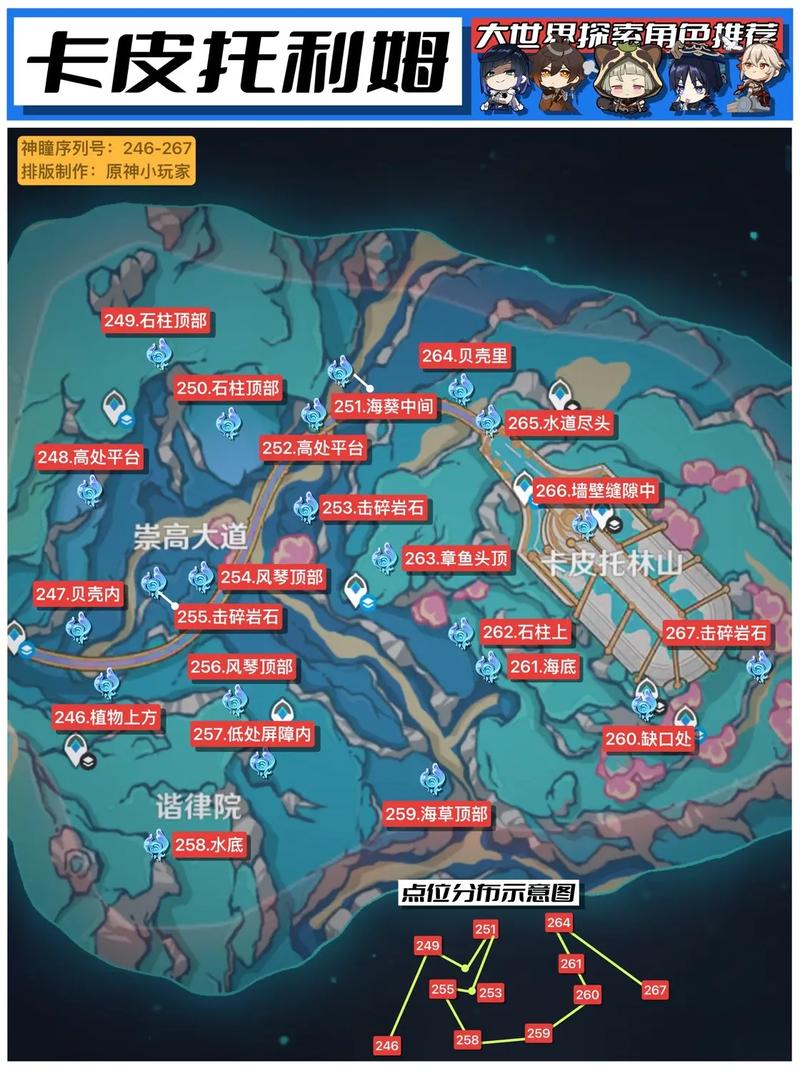 卡皮托利姆
大世界探索角色推荐
神瞳序列号：246-267
排版制作：原神小玩家
249.石柱顶部
264.贝壳里
250.石柱顶部
251.海葵中间
265.水道尽头
252.高处平台
248.高处平台
266.墙壁缝隙中
253.击碎岩石
崇高大道
263.章鱼头顶
卡皮托林山
254.风琴顶部
247.贝壳内
255.击碎岩石
262.石柱上
267.击碎岩石
256.风琴顶部
261.海底
246.植物上方
257.低处屏障内
260.缺口处
谐律院
259.海草顶部
258.水底
点位分布示意图
264
251
249
261
255
253
260
267
259
258
246